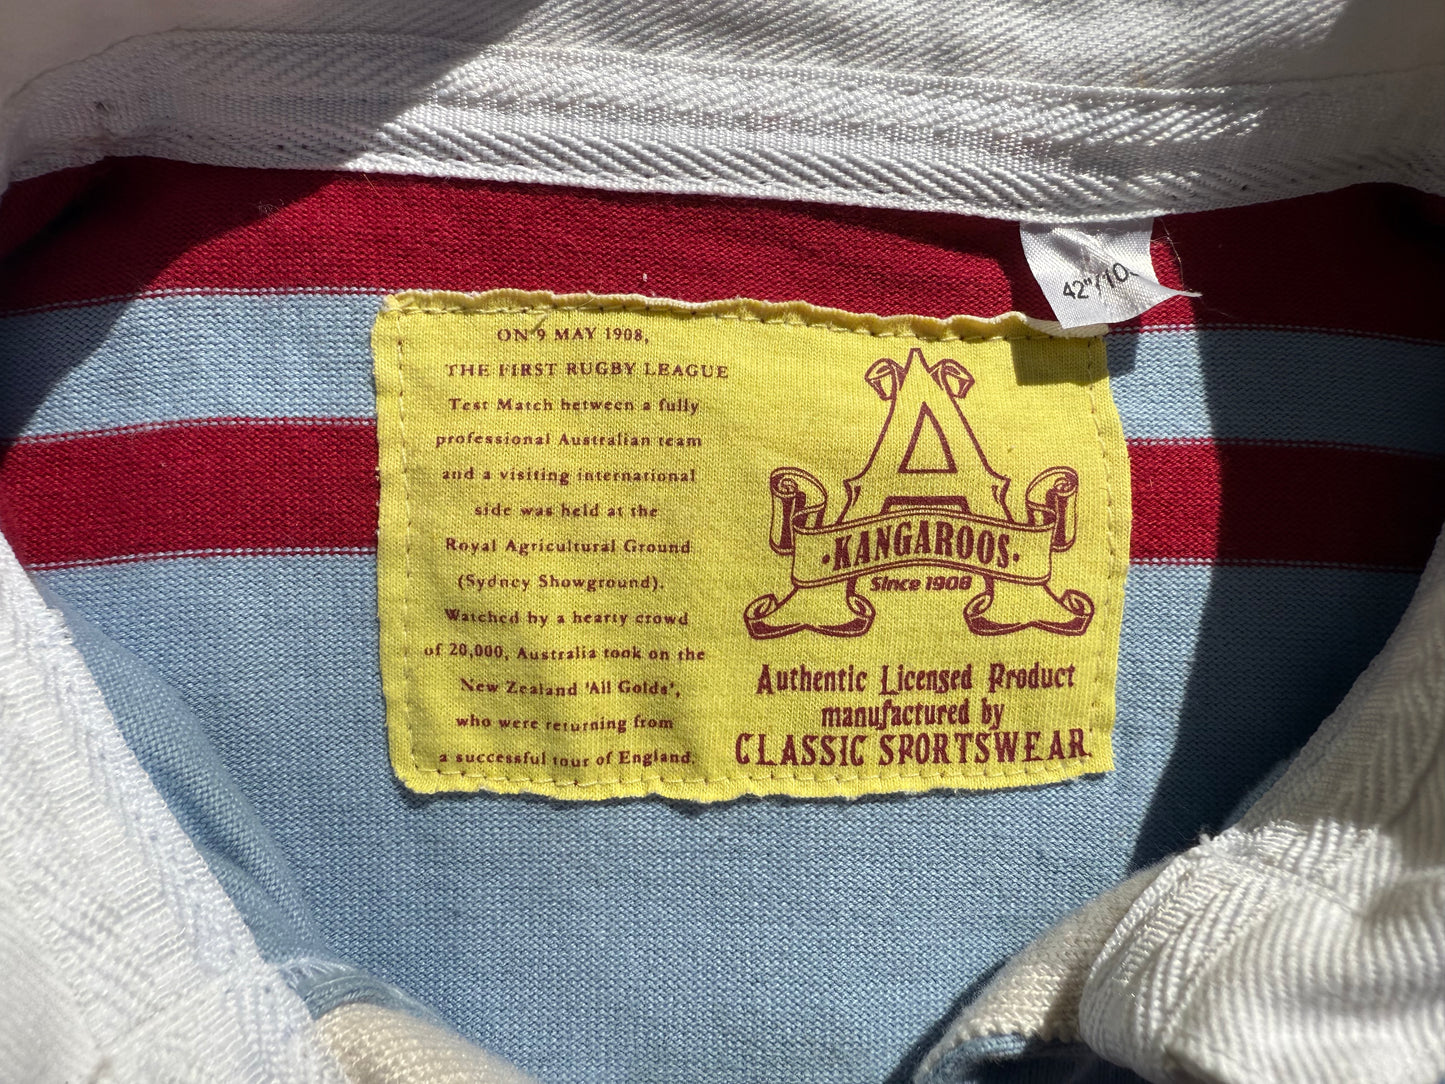 ON 9 MAY 1908,
THE FIRST RUGBY LEAGUE
Test Match between a fully
professional Australian team
and a visiting international
side was held at the
Royal Agricultural Ground
(Sydney Showground).
Watched by a hearty crowd
of 20,000, Australia took on the
New Zealand 'All Golds',
who were returning from
a successful tour of England.
A
·KANGAROOS·
Since 1908
Authentic Licensed Product
manufactured by
CLASSIC SPORTSWEAR
42"/10